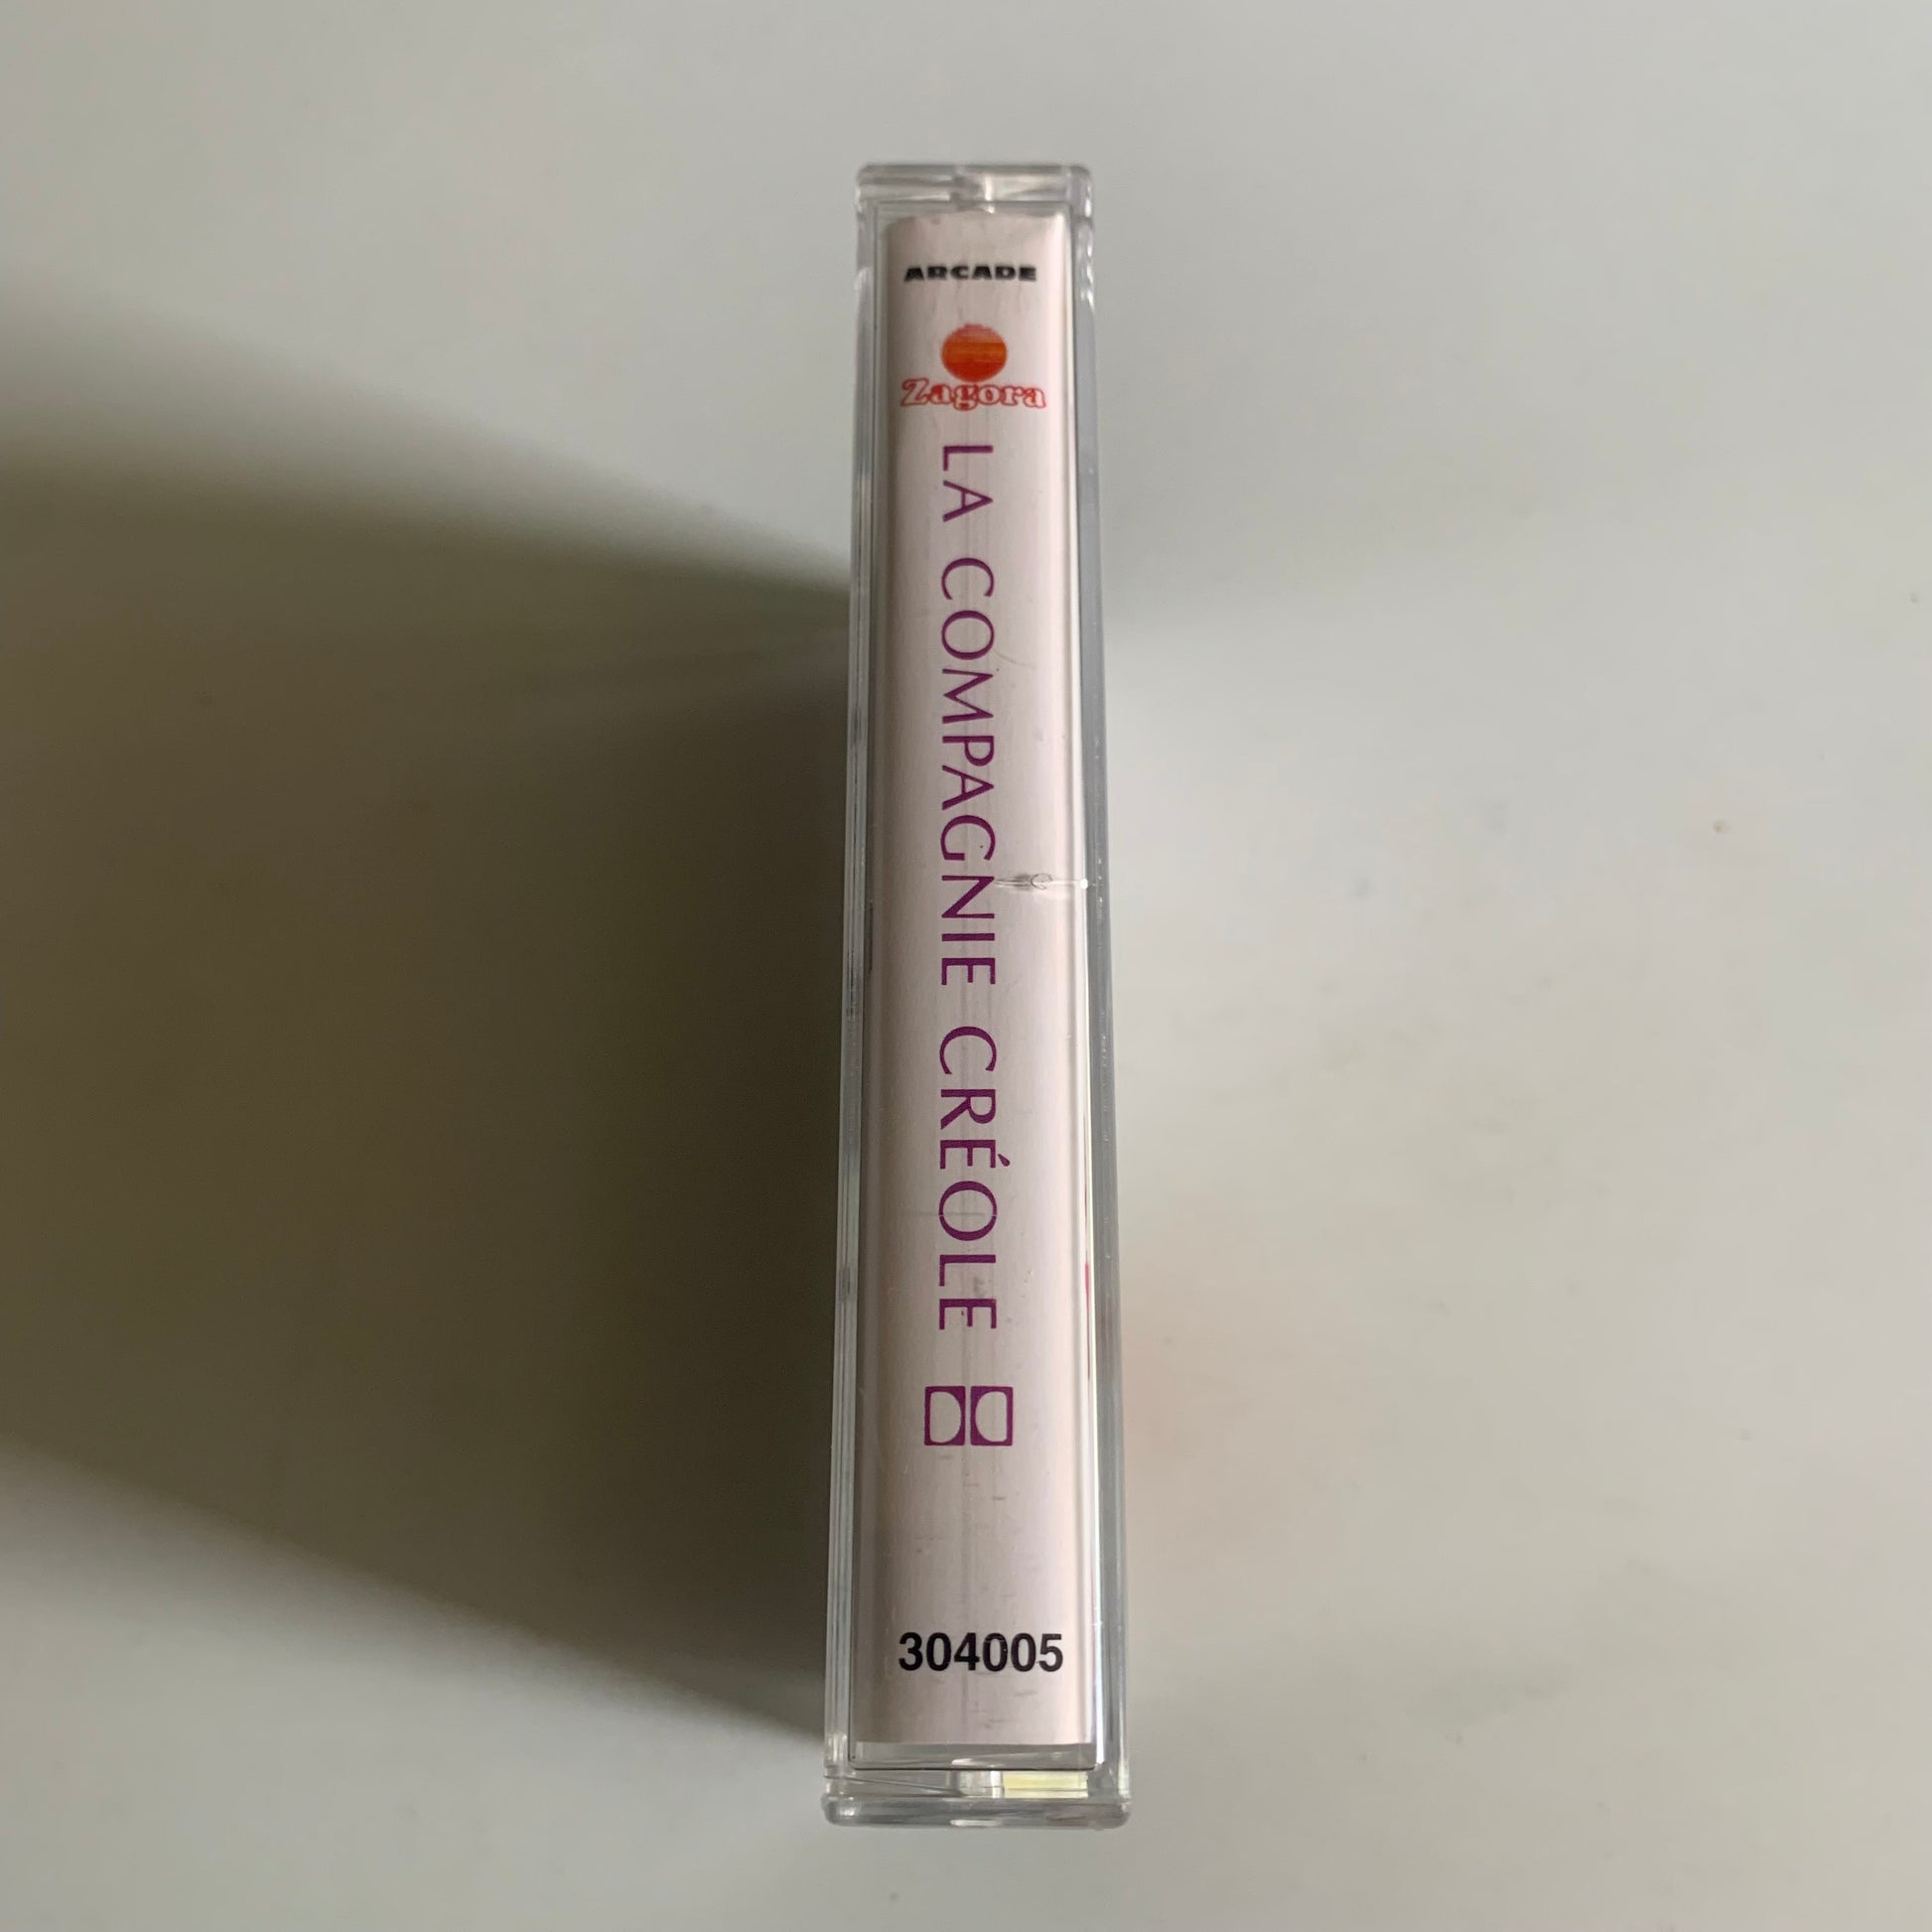 ARCADE
Zagora
LA COMPAGNIE CRÉOLE
304005